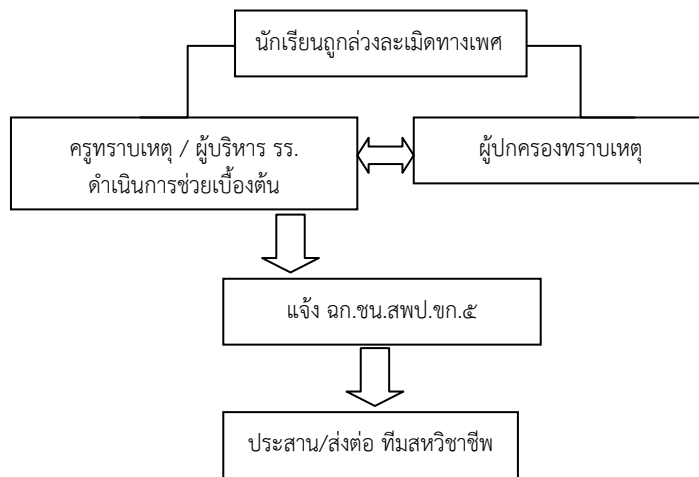 นักเรียนถูกล่วงละเมิดทางเพศ
ครูทราบเหตุ / ผู้บริหาร รร.
ดำเนินการช่วยเบื้องต้น
ผู้ปกครองทราบเหตุ
แจ้ง ฉก.ชน.สพป.ขก.๕
ประสาน/ส่งต่อ ทีมสหวิชาชีพ